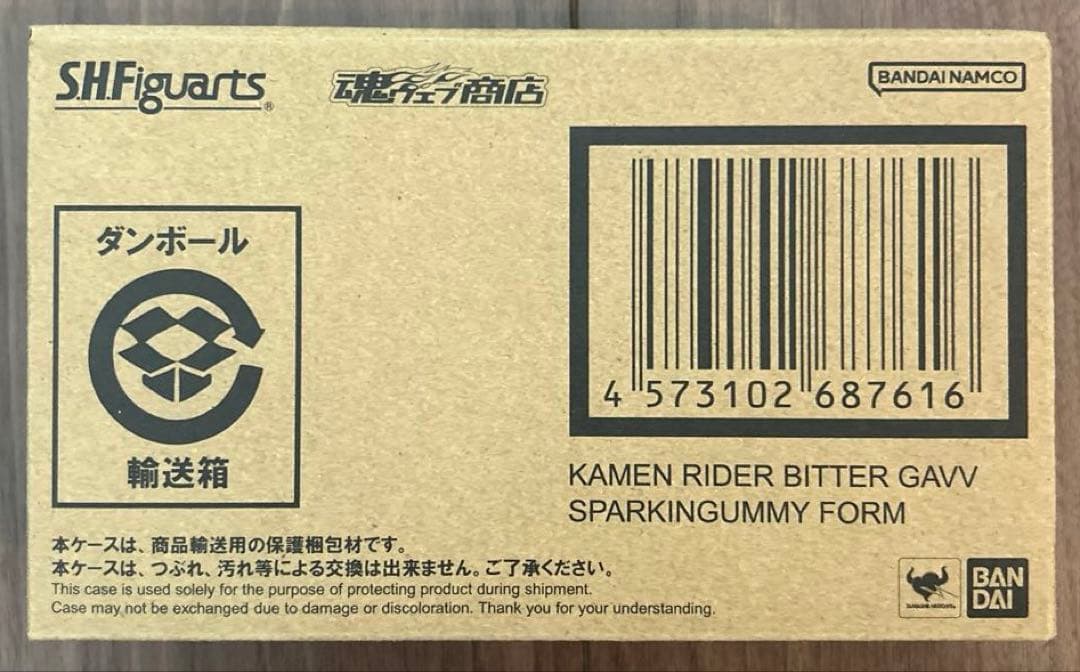 S.H.Figuarts®
魂ウェブ商店
BANDAI NAMCO
ダンボール
輸送箱
4 573102 687616
KAMEN RIDER BITTER GAVV
SPARKINGUMMY FORM
本ケースは、商品輸送用の保護梱包材です。
本ケースは、つぶれ、汚れ等による交換は出来ません。ご了承ください。
This case is used solely for the purpose of protecting product during shipment.
Case may not be exchanged due to damage or discoloration. Thank you for your understanding.
BAN
DAI